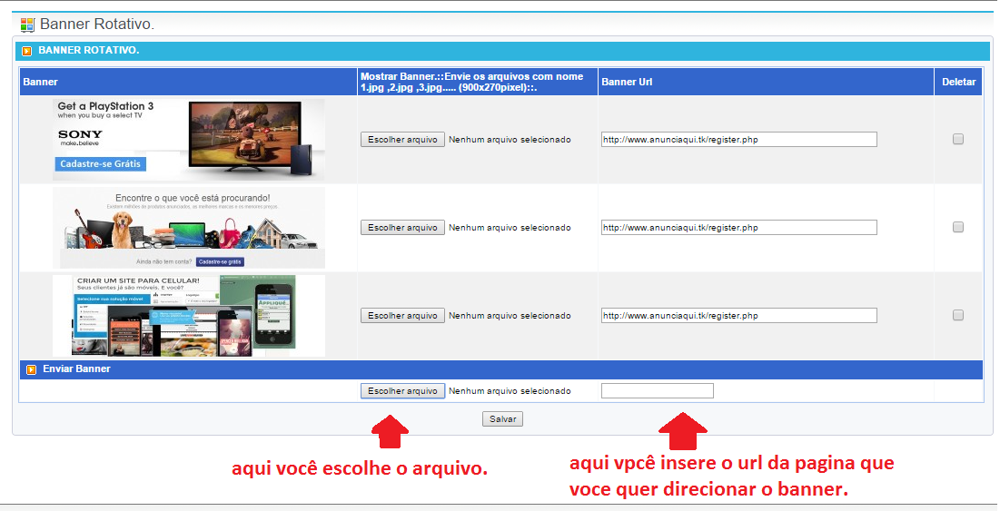 Banner Rotativo.
BANNER ROTATIVO.
Banner
Mostrar Banner.::Envie os arquivos com nome
1.jpg ,2.jpg ,3.jpg..... (900x270pixel)::.
Banner Url
Deletar
Get a PlayStation 3
when you buy a select TV
SONY
make.believe
Cadastre-se Grátis
Escolher arquivo Nenhum arquivo selecionado
http://www.anunciaqui.tk/register.php
Encontre o que você está procurando!
Existem milhões de produtos anunciados, as melhores marcas e os menores preços.
Ainda não tem conta? Cadastre-se grátis
Escolher arquivo Nenhum arquivo selecionado
http://www.anunciaqui.tk/register.php
CRIAR UM SITE PARA CELULAR!
Seus clientes já são móveis. E você?
Selecione sua solução móvel
APPLIQUÉ
Escolher arquivo Nenhum arquivo selecionado
http://www.anunciaqui.tk/register.php
Enviar Banner
Escolher arquivo Nenhum arquivo selecionado
Salvar
aqui você escolhe o arquivo.
aqui vpcê insere o url da pagina que
voce quer direcionar o banner.